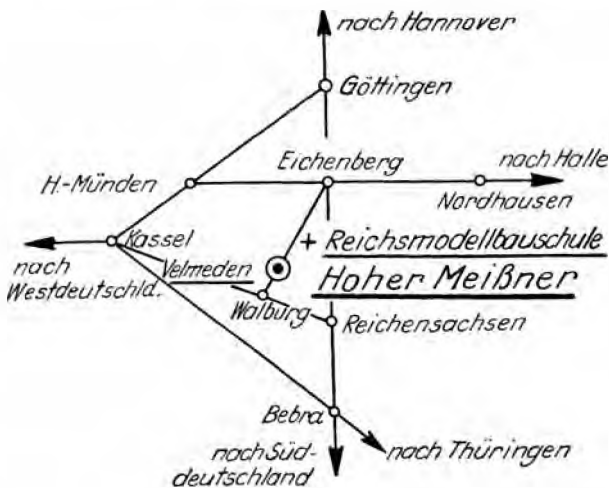 nach Hannover
Göttingen
Eichenberg
nach Halle
H.-Münden
Nordhausen
Kassel
+ Reichsmodellbauschule
nach
Westdeutschld.
Velmeden
Hoher Meißner
Walburg
Reichensachsen
Bebra
nach Süd-
deutschland
nach Thüringen